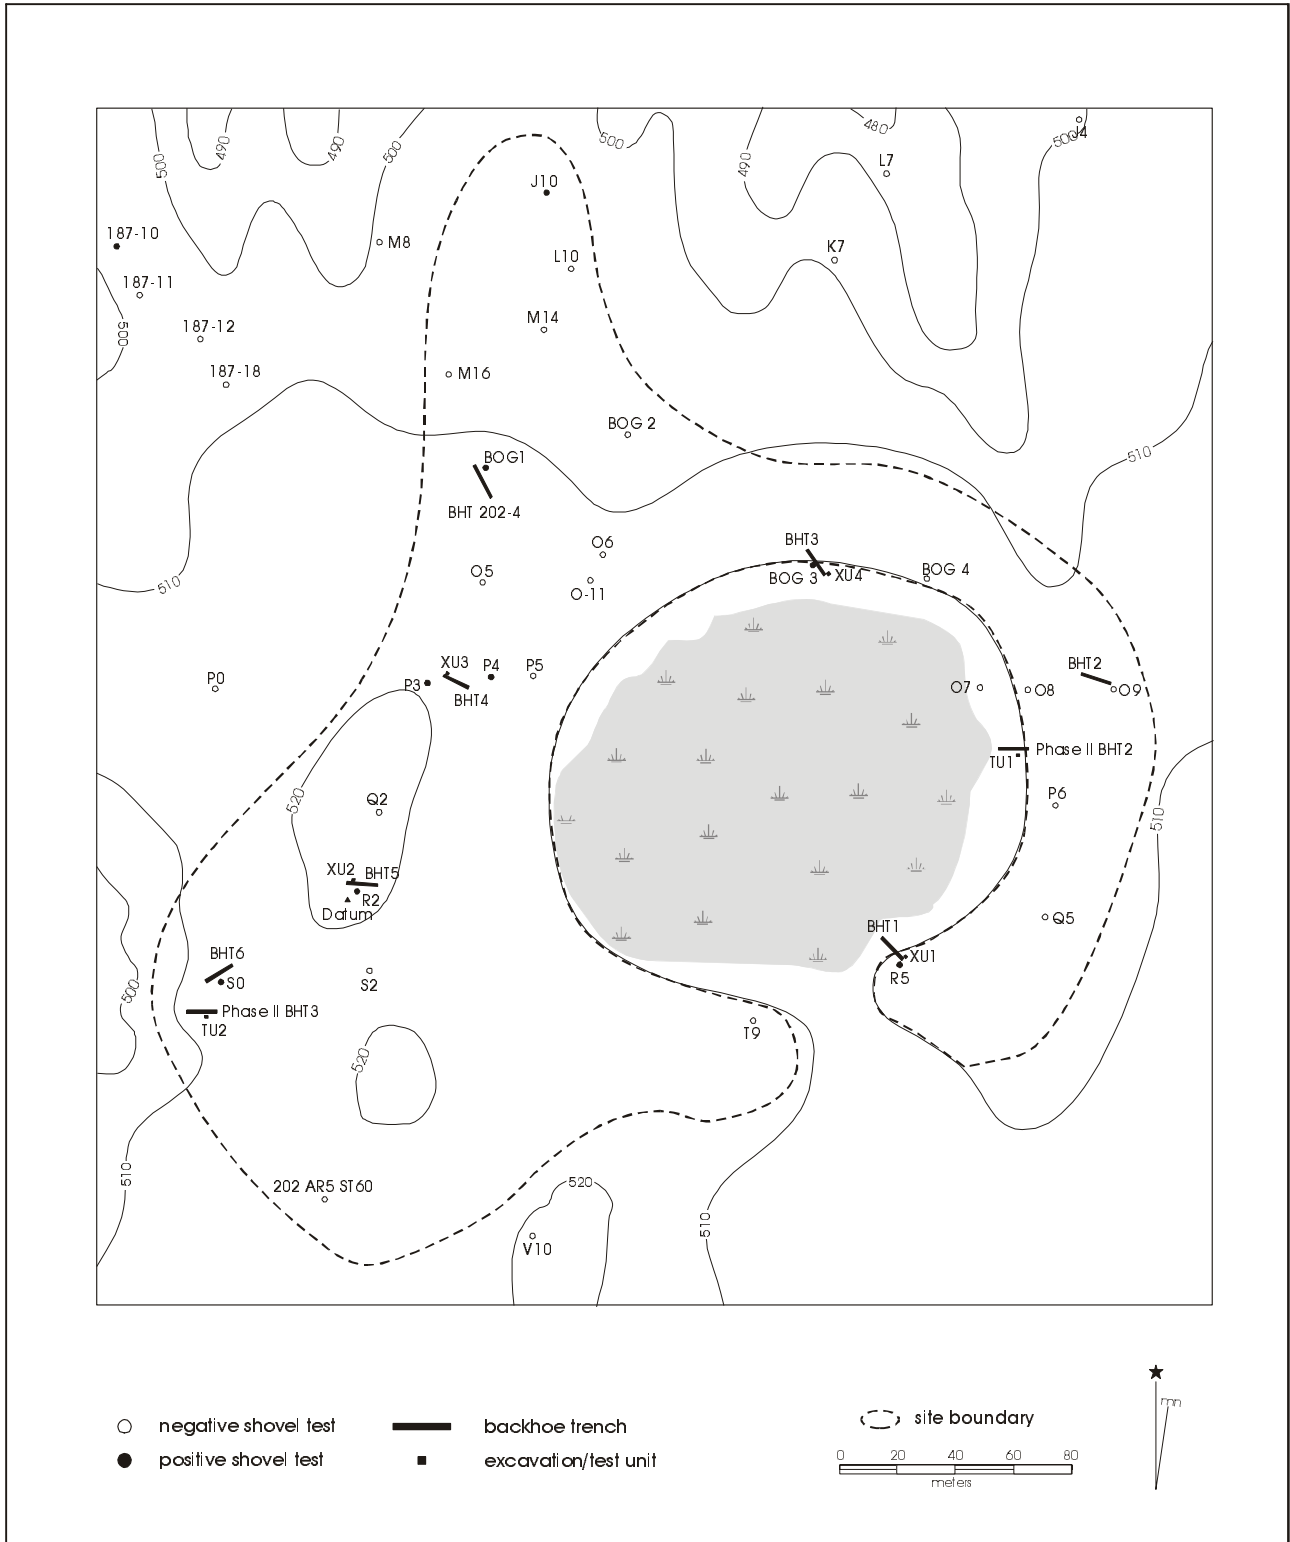 480
500
J4
500
490
490
500
500
490
L7
J10
187-10
M8
K7
L10
187-11
M14
187-12
500
187-18
M16
BOG 2
510
BOG1
BHT 202-4
BHT3
O6
O5
BOG 3
XU4
BOG 4
510
O-11
XU3
P4
P5
BHT2
P0
P3
BHT4
O7
O8
O9
Phase II BHT2
TU1
520
Q2
P6
510
XU2
BHT5
R2
Datum
Q5
BHT1
BHT6
XU1
S0
S2
R5
500
Phase II BHT3
TU2
T9
520
510
202 AR5 ST60
520
510
V10
negative shovel test
backhoe trench
site boundary
positive shovel test
excavation/test unit
0 20 40 60 80
meters
mn